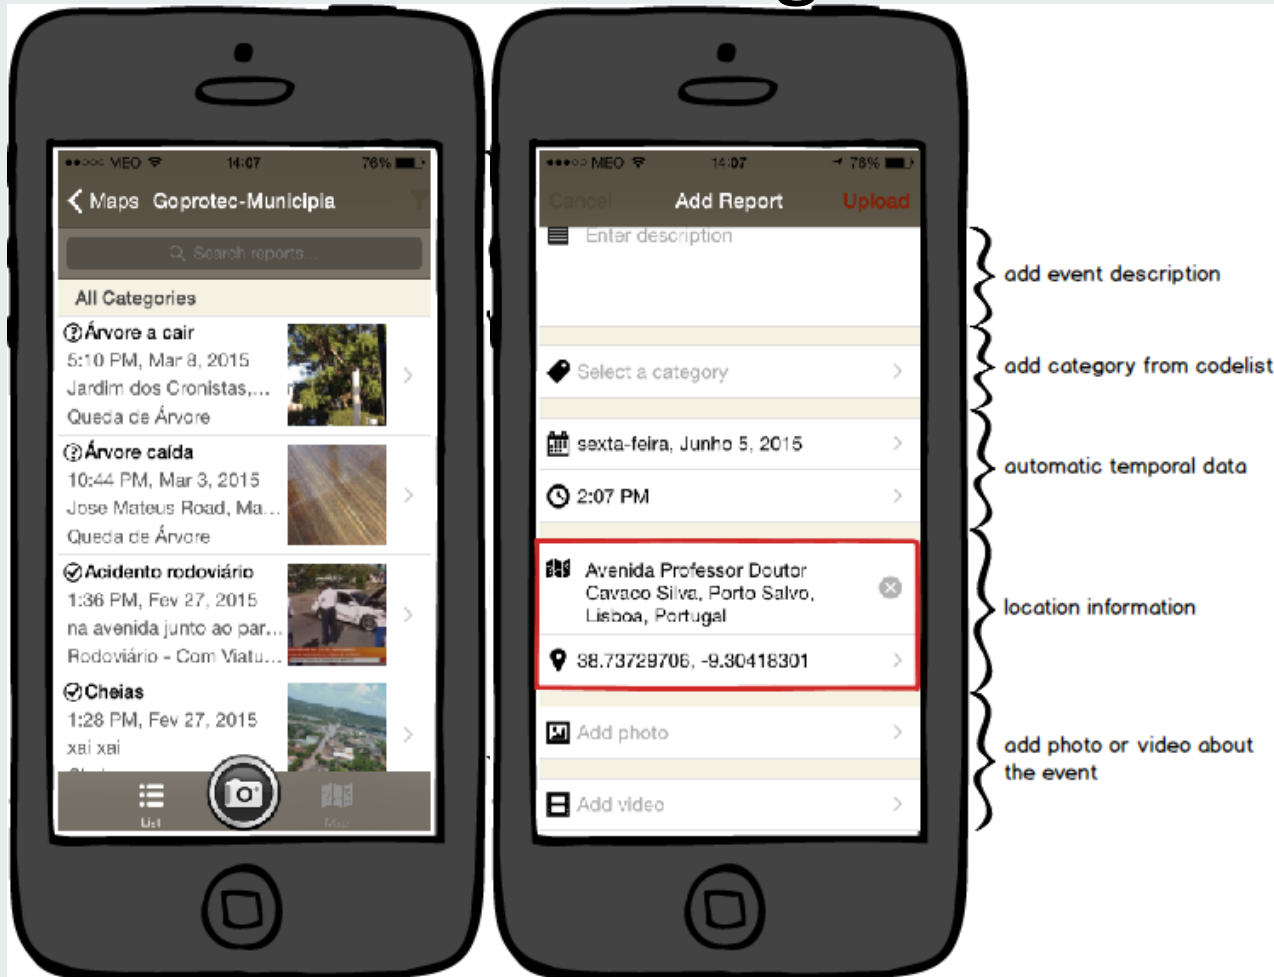 MEO 14:07 76%
Maps Goprotec-Municipia
Search reports...
All Categories
Árvore a cair
5:10 PM, Mar 8, 2015
Jardim dos Cronistas,...
Queda de Árvore
Árvore caída
10:44 PM, Mar 3, 2015
Jose Mateus Road, Ma...
Queda de Árvore
Acidento rodoviário
1:36 PM, Fev 27, 2015
na avenida junto ao par...
Rodoviário - Com Viatu...
Cheias
1:28 PM, Fev 27, 2015
xai xai
List Map
MEO 14:07 76%
Cancel Add Report Upload
Enter description
Select a category
sexta-feira, Junho 5, 2015
2:07 PM
Avenida Professor Doutor
Cavaco Silva, Porto Salvo,
Lisboa, Portugal
38.73729706, -9.30418301
Add photo
Add video
add event description
add category from codelist
automatic temporal data
location information
add photo or video about
the event